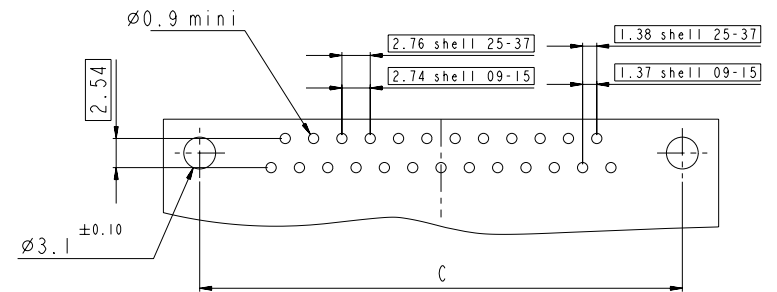 Ø0.9 mini
2.76 shell 25-37
2.74 shell 09-15
1.38 shell 25-37
1.37 shell 09-15
2.54
Ø3.1 ±0.10
C